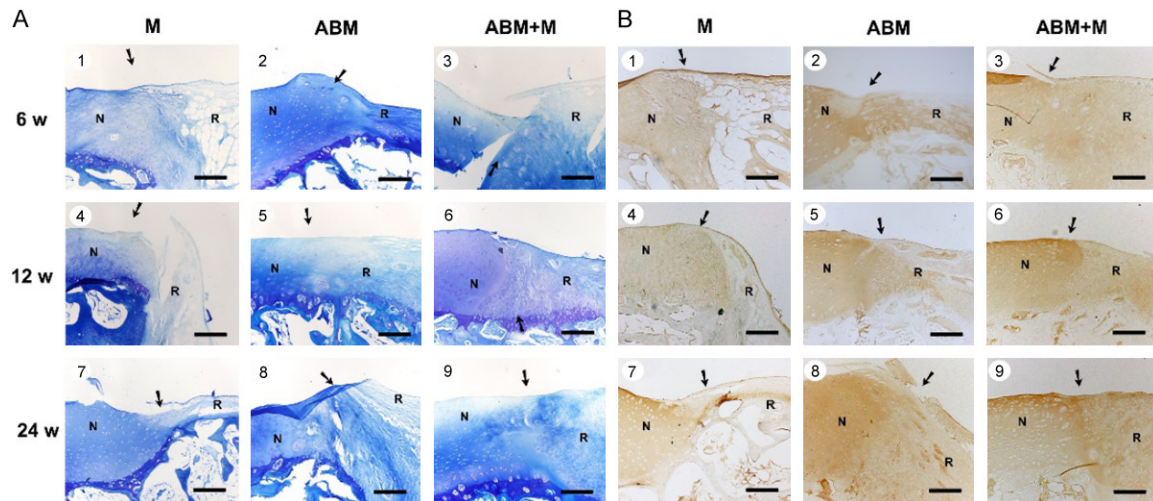 A B
M ABM ABM+M M ABM ABM+M
1 2 3 1 2 3
6 w N R N R N R N R N R N R
4 5 6 4 5 6
12 w N R N R N R N R N R N R
7 8 9 7 8 9
24 w N R N R N R N R N R N R